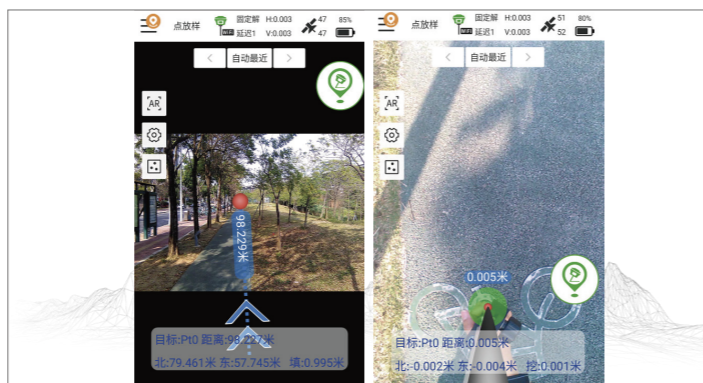 点放样
固定解 H:0.003
延迟1 V:0.003
47
47
85%
自动最近
AR
98.229米
目标:Pt0 距离:98.227米
北:79.461米 东:57.745米 填:0.995米
点放样
固定解 H:0.003
延迟1 V:0.003
51
52
80%
自动最近
AR
0.005米
目标:Pt0 距离:0.005米
北:-0.002米 东:-0.004米 挖:0.001米